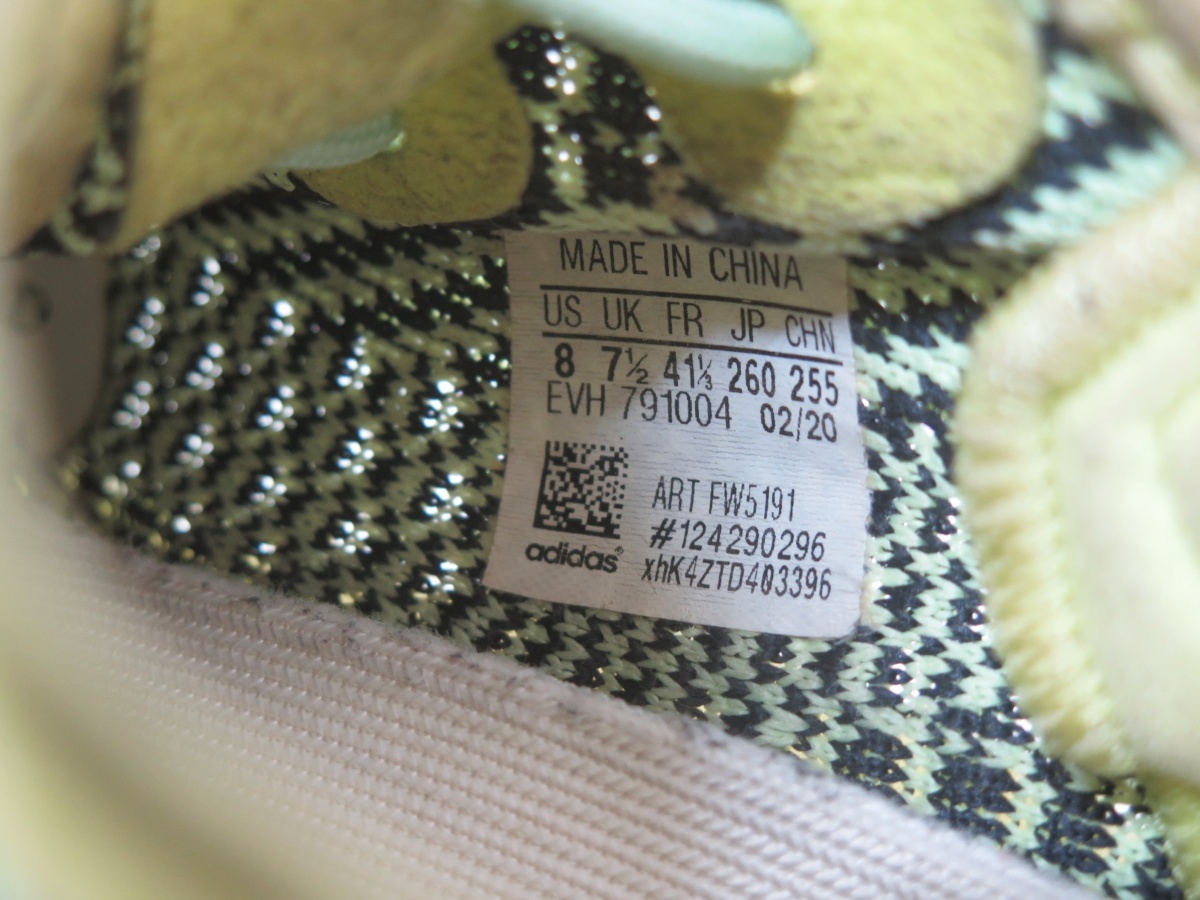 MADE IN CHINA
US UK FR JP CHN
8 7½ 41⅓ 260 255
EVH 791004 02/20
ART FW5191
#124290296
adidas®
xhK4ZTD403396